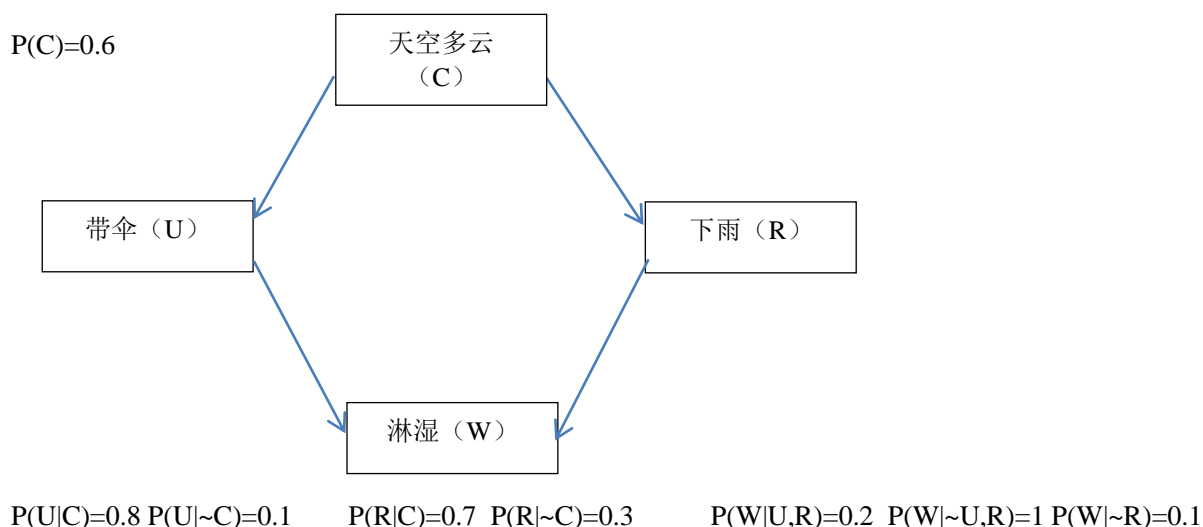 P(C)=0.6
天空多云
（C）
带伞（U）
下雨（R）
淋湿（W）
P(U|C)=0.8 P(U|~C)=0.1 P(R|C)=0.7 P(R|~C)=0.3 P(W|U,R)=0.2 P(W|~U,R)=1 P(W|~R)=0.1